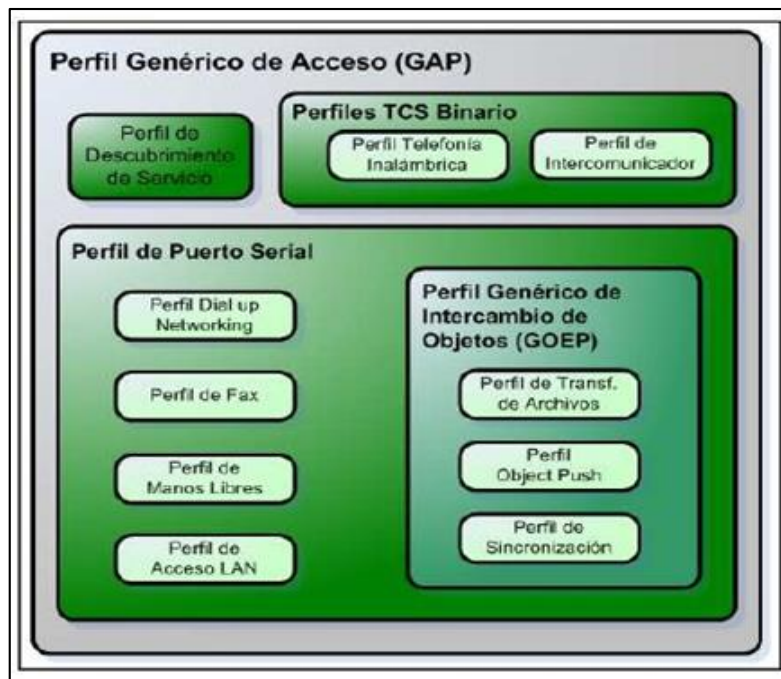 Perfil Genérico de Acceso (GAP)
Perfil de
Descubrimiento
de Servicio
Perfiles TCS Binario
Perfil Telefonía
Inalámbrica
Perfil de
Intercomunicador
Perfil de Puerto Serial
Perfil Dial up
Networking
Perfil de Fax
Perfil de
Manos Libres
Perfil de
Acceso LAN
Perfil Genérico de
Intercambio de
Objetos (GOEP)
Perfil de Transf.
de Archivos
Perfil
Object Push
Perfil de
Sincronización